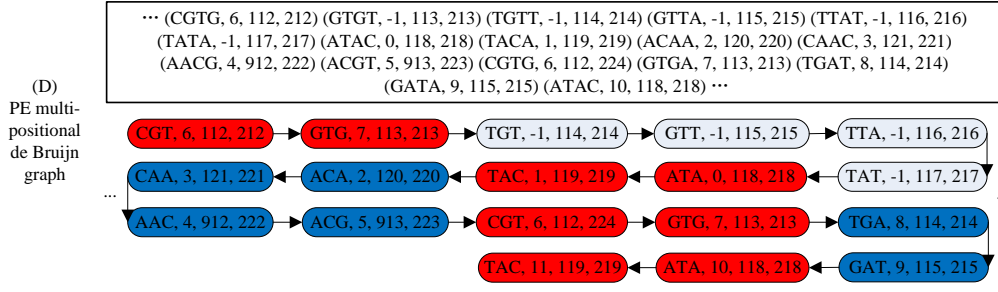 ··· (CGTG, 6, 112, 212) (GTGT, -1, 113, 213) (TGTT, -1, 114, 214) (GTTA, -1, 115, 215) (TTAT, -1, 116, 216)
(TATA, -1, 117, 217) (ATAC, 0, 118, 218) (TACA, 1, 119, 219) (ACAA, 2, 120, 220) (CAAC, 3, 121, 221)
(AACG, 4, 912, 222) (ACGT, 5, 913, 223) (CGTG, 6, 112, 224) (GTGA, 7, 113, 213) (TGAT, 8, 114, 214)
(GATA, 9, 115, 215) (ATAC, 10, 118, 218) ···
(D)
PE multi-
positional
de Bruijn
graph
CGT, 6, 112, 212 GTG, 7, 113, 213 TGT, -1, 114, 214 GTT, -1, 115, 215 TTA, -1, 116, 216
CAA, 3, 121, 221 ACA, 2, 120, 220 TAC, 1, 119, 219 ATA, 0, 118, 218 TAT, -1, 117, 217
...
AAC, 4, 912, 222 ACG, 5, 913, 223 CGT, 6, 112, 224 GTG, 7, 113, 213 TGA, 8, 114, 214
TAC, 11, 119, 219 ATA, 10, 118, 218 GAT, 9, 115, 215